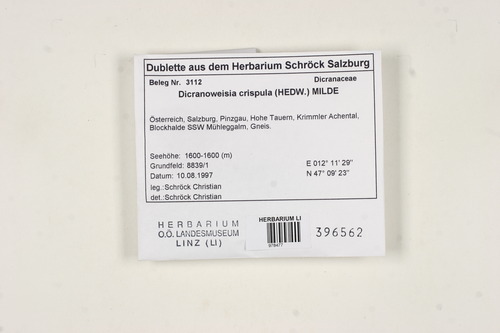 Dublette aus dem Herbarium Schröck Salzburg
Beleg Nr. 3112 Dicranaceae
Dicranoweisia crispula (HEDW.) MILDE
Österreich, Salzburg, Pinzgau, Hohe Tauern, Krimmler Achental,
Blockhalde SSW Mühleggalm, Gneis.
Seehöhe: 1600-1600 (m) E 012° 11' 29"
Grundfeld: 8839/1 N 47° 09' 23"
Datum: 10.08.1997
leg.: Schröck Christian
det.: Schröck Christian
HERBARIUM
O.Ö. LANDESMUSEUM
LINZ (LI)
HERBARIUM LI
978477
396562